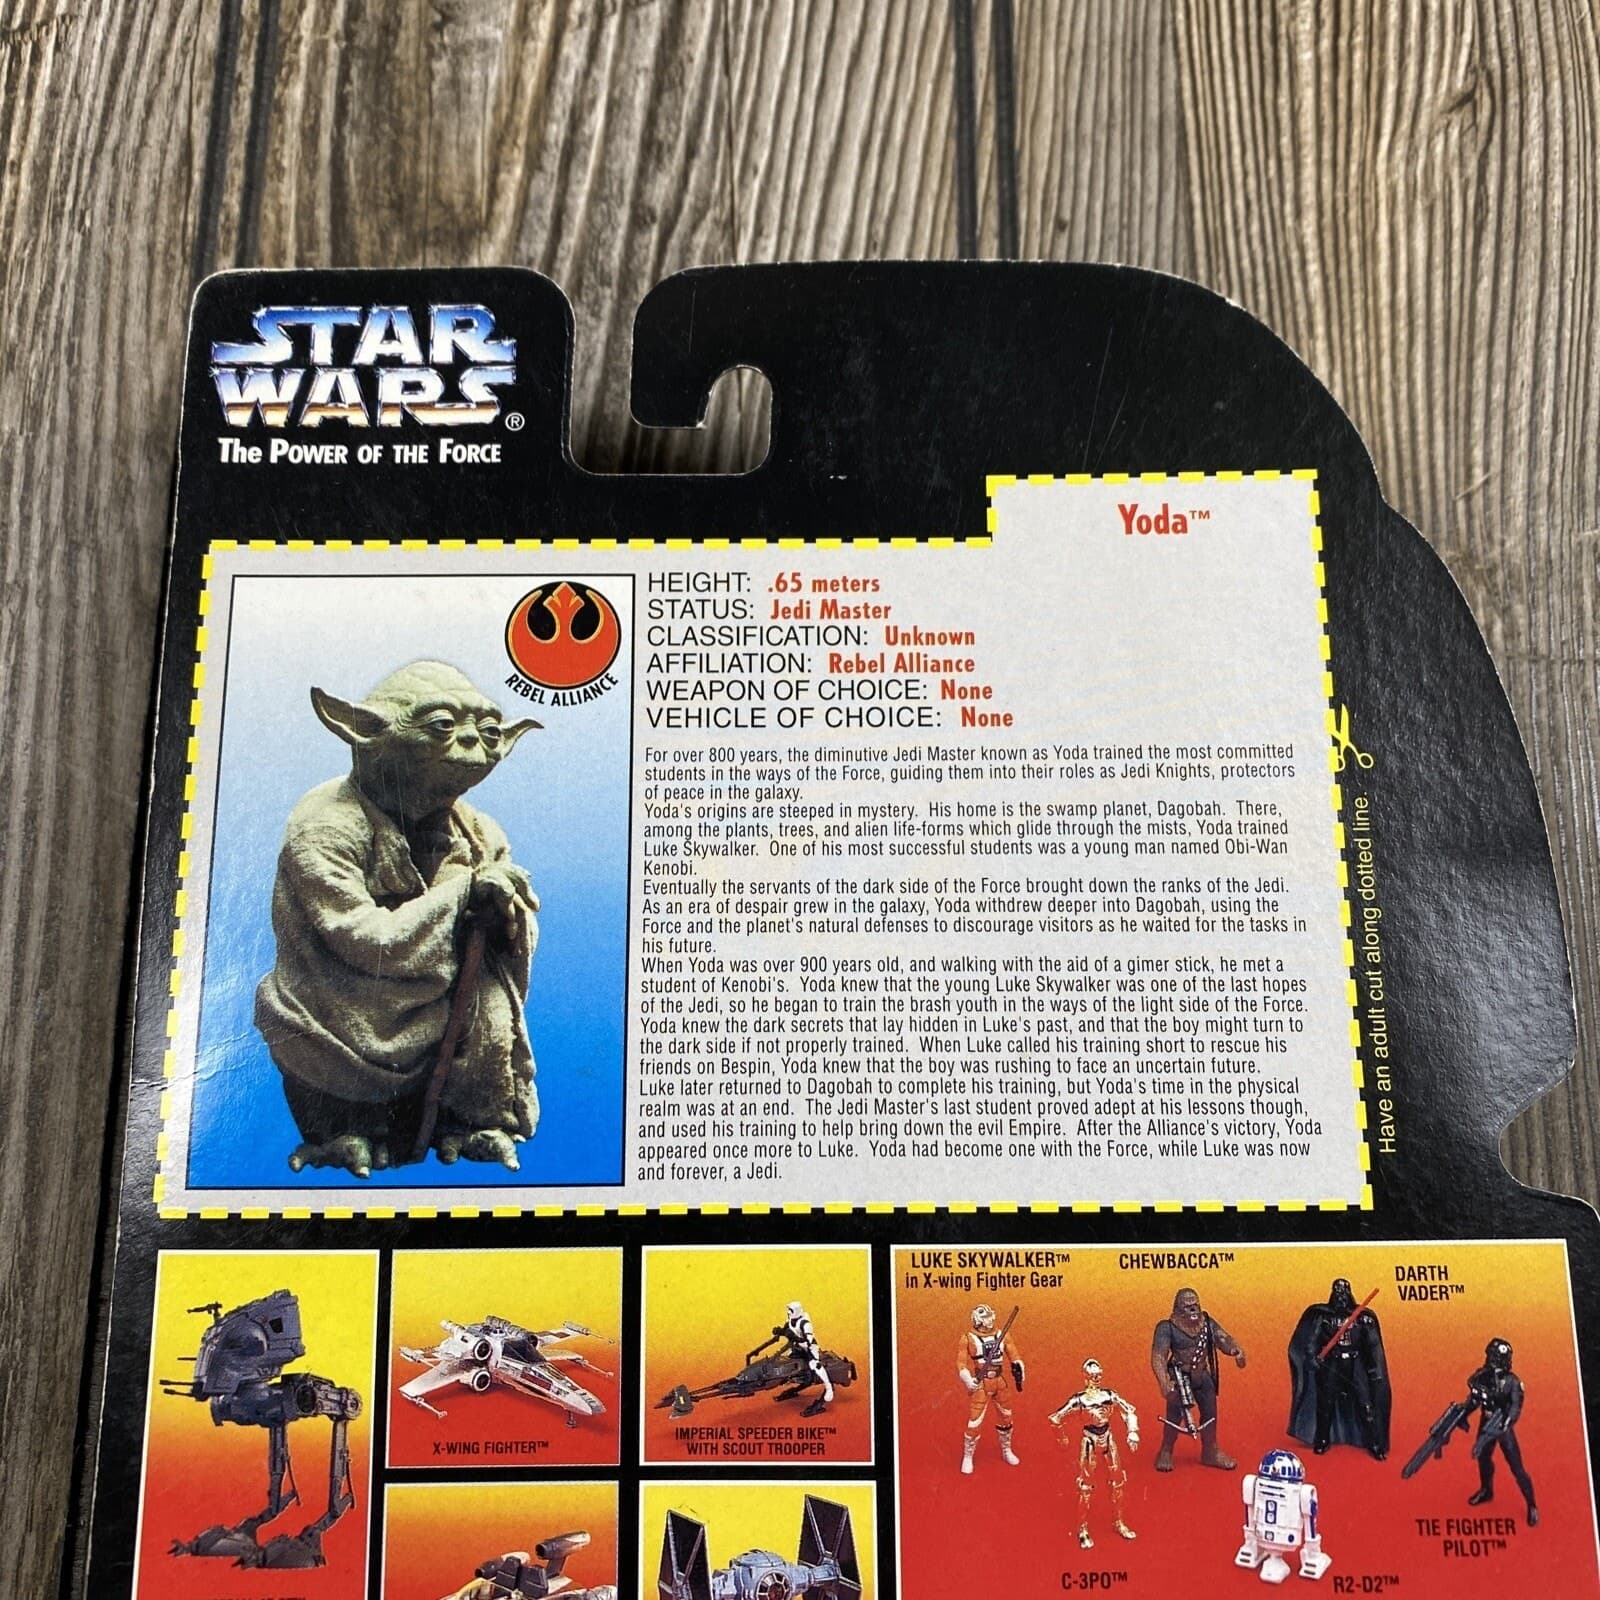 STAR
WARS®
The Power of the Force
Yoda™
REBEL ALLIANCE
HEIGHT: .65 meters
STATUS: Jedi Master
CLASSIFICATION: Unknown
AFFILIATION: Rebel Alliance
WEAPON OF CHOICE: None
VEHICLE OF CHOICE: None
For over 800 years, the diminutive Jedi Master known as Yoda trained the most committed
students in the ways of the Force, guiding them into their roles as Jedi Knights, protectors
of peace in the galaxy.
Yoda's origins are steeped in mystery. His home is the swamp planet, Dagobah. There,
among the plants, trees, and alien life-forms which glide through the mists, Yoda trained
Luke Skywalker. One of his most successful students was a young man named Obi-Wan
Kenobi.
Eventually the servants of the dark side of the Force brought down the ranks of the Jedi.
As an era of despair grew in the galaxy, Yoda withdrew deeper into Dagobah, using the
Force and the planet's natural defenses to discourage visitors as he waited for the tasks in
his future.
When Yoda was over 900 years old, and walking with the aid of a gimer stick, he met a
student of Kenobi's. Yoda knew that the young Luke Skywalker was one of the last hopes
of the Jedi, so he began to train the brash youth in the ways of the light side of the Force.
Yoda knew the dark secrets that lay hidden in Luke's past, and that the boy might turn to
the dark side if not properly trained. When Luke called his training short to rescue his
friends on Bespin, Yoda knew that the boy was rushing to face an uncertain future.
Luke later returned to Dagobah to complete his training, but Yoda's time in the physical
realm was at an end. The Jedi Master's last student proved adept at his lessons though,
and used his training to help bring down the evil Empire. After the Alliance's victory, Yoda
appeared once more to Luke. Yoda had become one with the Force, while Luke was now
and forever, a Jedi.
Have an adult cut along dotted line.
X-WING FIGHTER™
IMPERIAL SPEEDER BIKE™
WITH SCOUT TROOPER
LUKE SKYWALKER™
in X-wing Fighter Gear
CHEWBACCA™
DARTH
VADER™
TIE FIGHTER
PILOT™
C-3PO™
R2-D2™